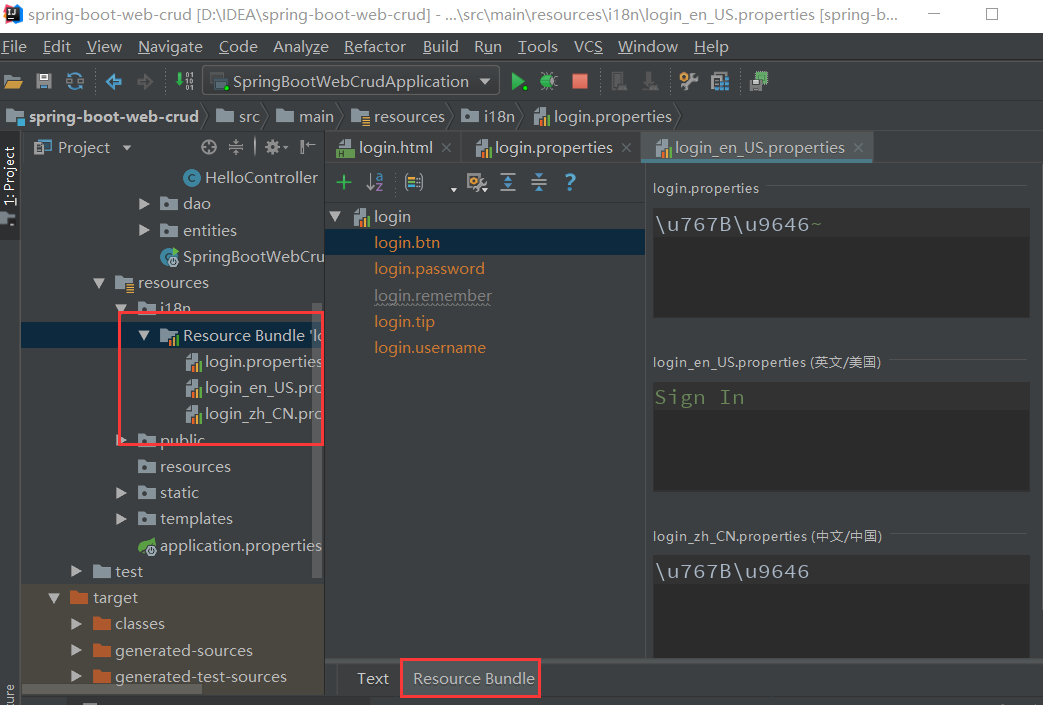 spring-boot-web-crud [D:\IDEA\spring-boot-web-crud] - ...\src\main\resources\i18n\login_en_US.properties [spring-b...
File Edit View Navigate Code Analyze Refactor Build Run Tools VCS Window Help
SpringBootWebCrudApplication
spring-boot-web-crud src main resources i18n login.properties
1: Project
Project
login.html login.properties login_en_US.properties
HelloController
dao
entities
SpringBootWebCru
resources
i18n
Resource Bundle 'lo
login.properties
login_en_US.pro
login_zh_CN.pro
public
resources
static
templates
application.properties
test
target
classes
generated-sources
generated-test-sources
login
login.btn
login.password
login.remember
login.tip
login.username
login.properties
\u767B\u9646~
login_en_US.properties (英文/美国)
Sign In
login_zh_CN.properties (中文/中国)
\u767B\u9646
Text Resource Bundle